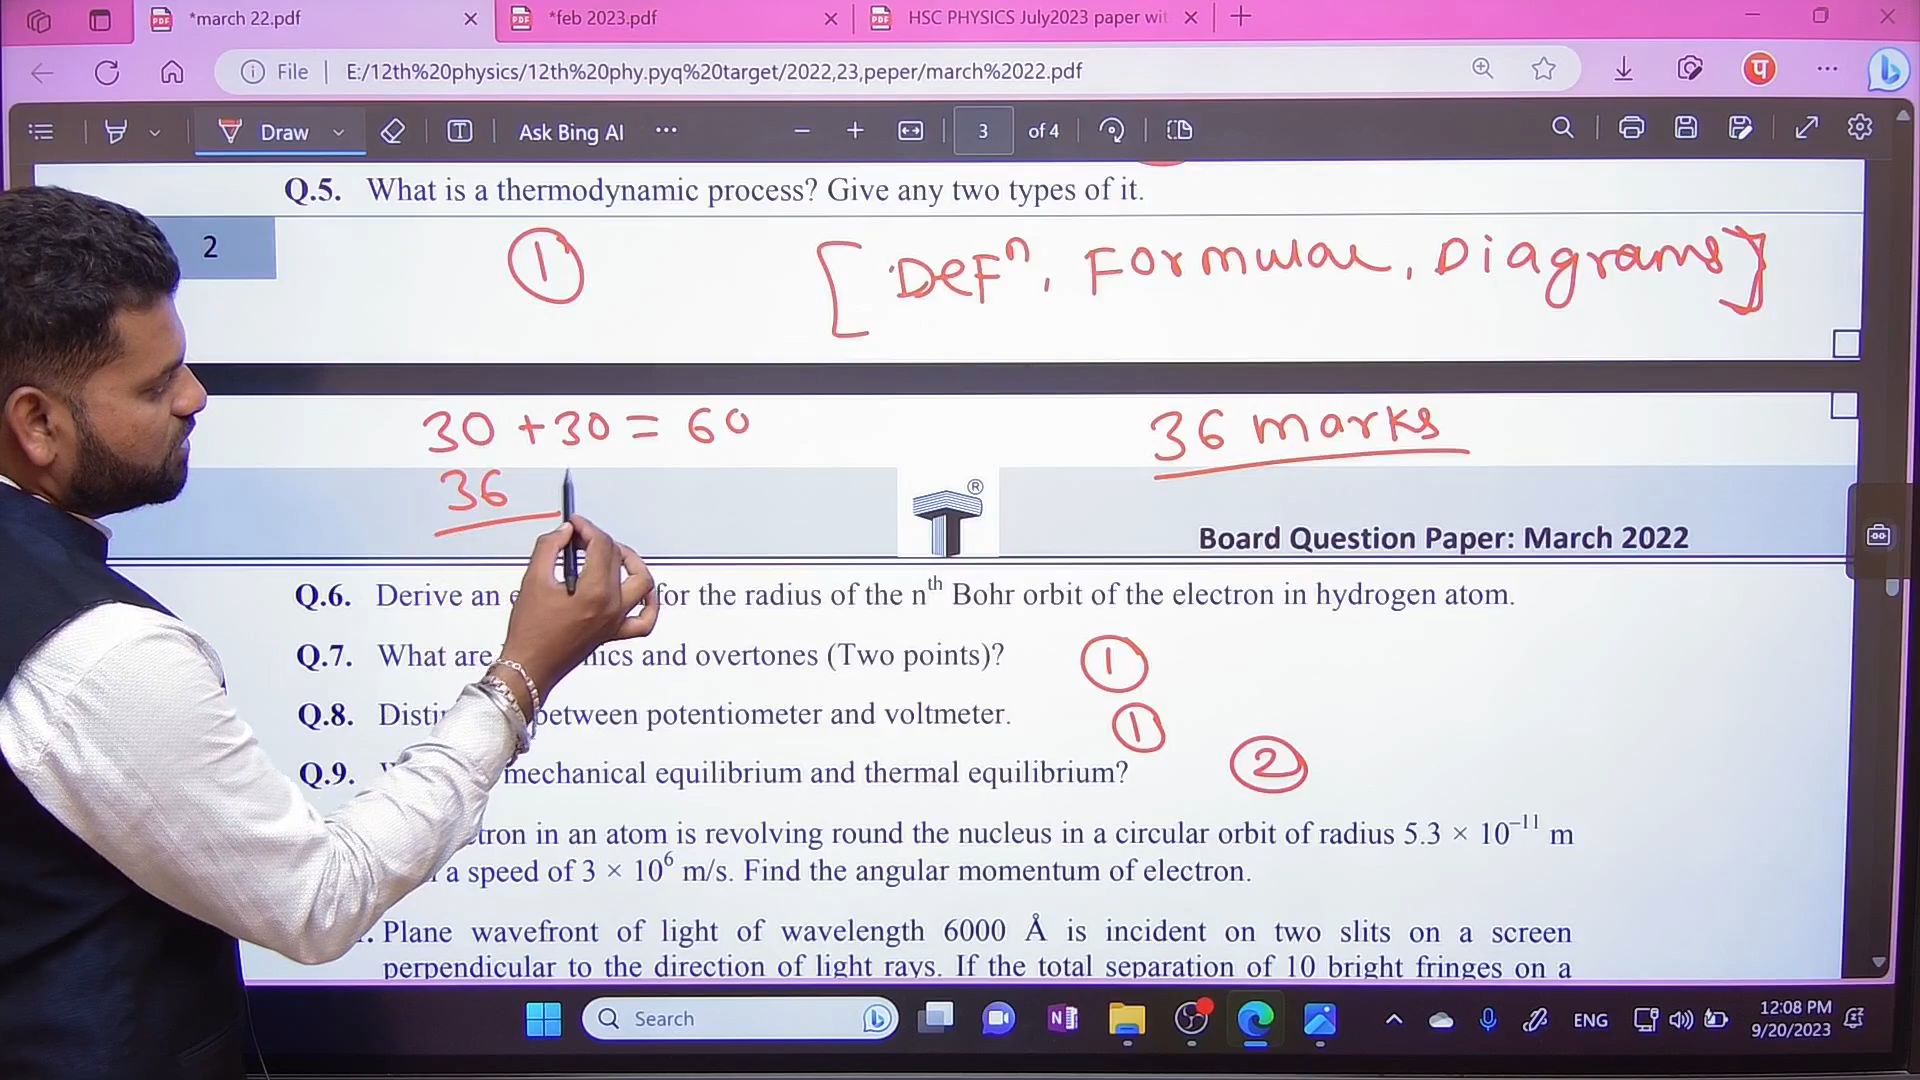 *march 22.pdf
*feb 2023.pdf
HSC PHYSICS July2023 paper wit
File
E:/12th%20physics/12th%20phy.pyq%20target/2022,23,peper/march%2022.pdf
प
Draw
Ask Bing AI
3 of 4
Q.5. What is a thermodynamic process? Give any two types of it.
2
1
[Defⁿ, Formulae, Diagrams]
30 + 30 = 60
36 marks
36
®
Board Question Paper: March 2022
Q.6. Derive an for the radius of the nth Bohr orbit of the electron in hydrogen atom.
Q.7. What are nics and overtones (Two points)? 1
Q.8. Disti between potentiometer and voltmeter. 1
Q.9. mechanical equilibrium and thermal equilibrium? 2
tron in an atom is revolving round the nucleus in a circular orbit of radius 5.3 × 10⁻¹¹ m
a speed of 3 × 10⁶ m/s. Find the angular momentum of electron.
. Plane wavefront of light of wavelength 6000 Å is incident on two slits on a screen
perpendicular to the direction of light rays. If the total separation of 10 bright fringes on a
Search
ENG
12:08 PM
9/20/2023